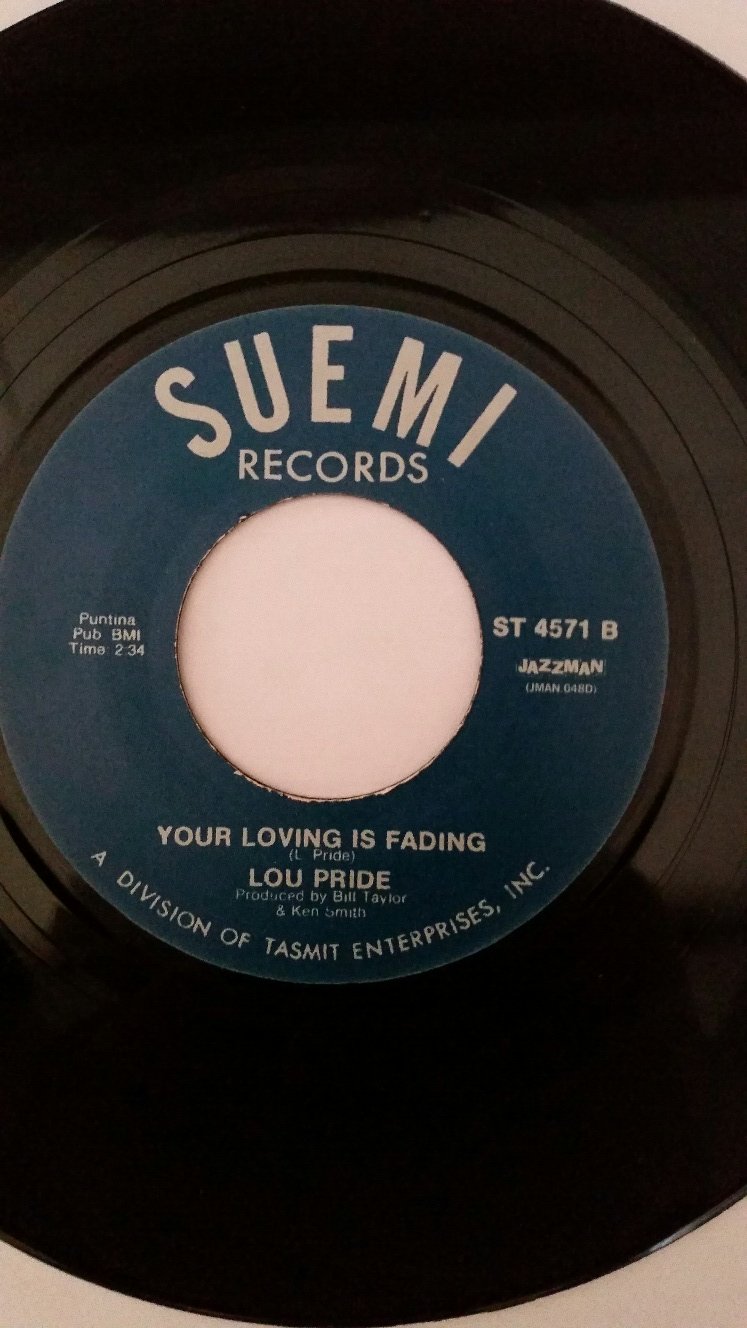 SUEMI
RECORDS
Puntina
Pub BMI
Time 2:34
ST 4571 B
JAZZMAN
(JMAN 048D)
YOUR LOVING IS FADING
(L Pride)
LOU PRIDE
Produced by Bill Taylor
& Ken Smith
A DIVISION OF TASMIT ENTERPRISES, INC.